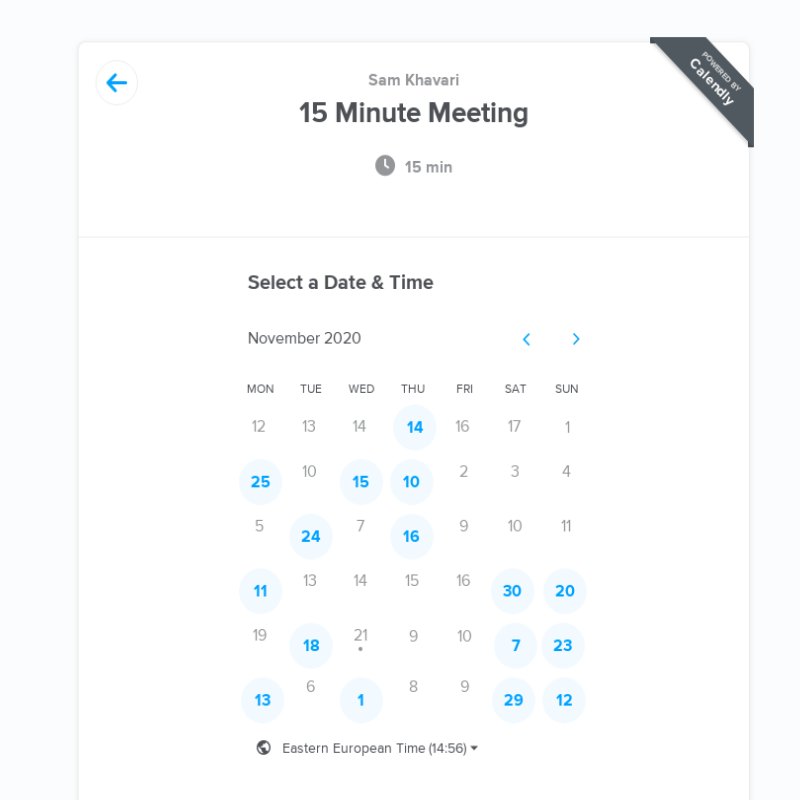 POWERED BY
Calendly
Sam Khavari
15 Minute Meeting
15 min
Select a Date & Time
November 2020
MON TUE WED THU FRI SAT SUN
12 13 14 14 16 17 1
25 10 15 10 2 3 4
5 24 7 16 9 10 11
11 13 14 15 16 30 20
19 18 21 9 10 7 23
13 6 1 8 9 29 12
Eastern European Time (14:56)